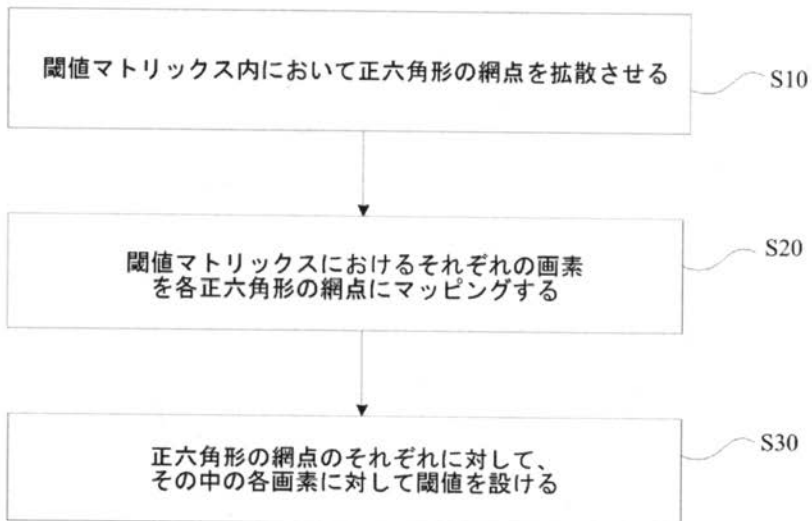 閾値マトリックス内において正六角形の網点を拡散させる
S10
閾値マトリックスにおけるそれぞれの画素
を各正六角形の網点にマッピングする
S20
正六角形の網点のそれぞれに対して、
その中の各画素に対して閾値を設ける
S30